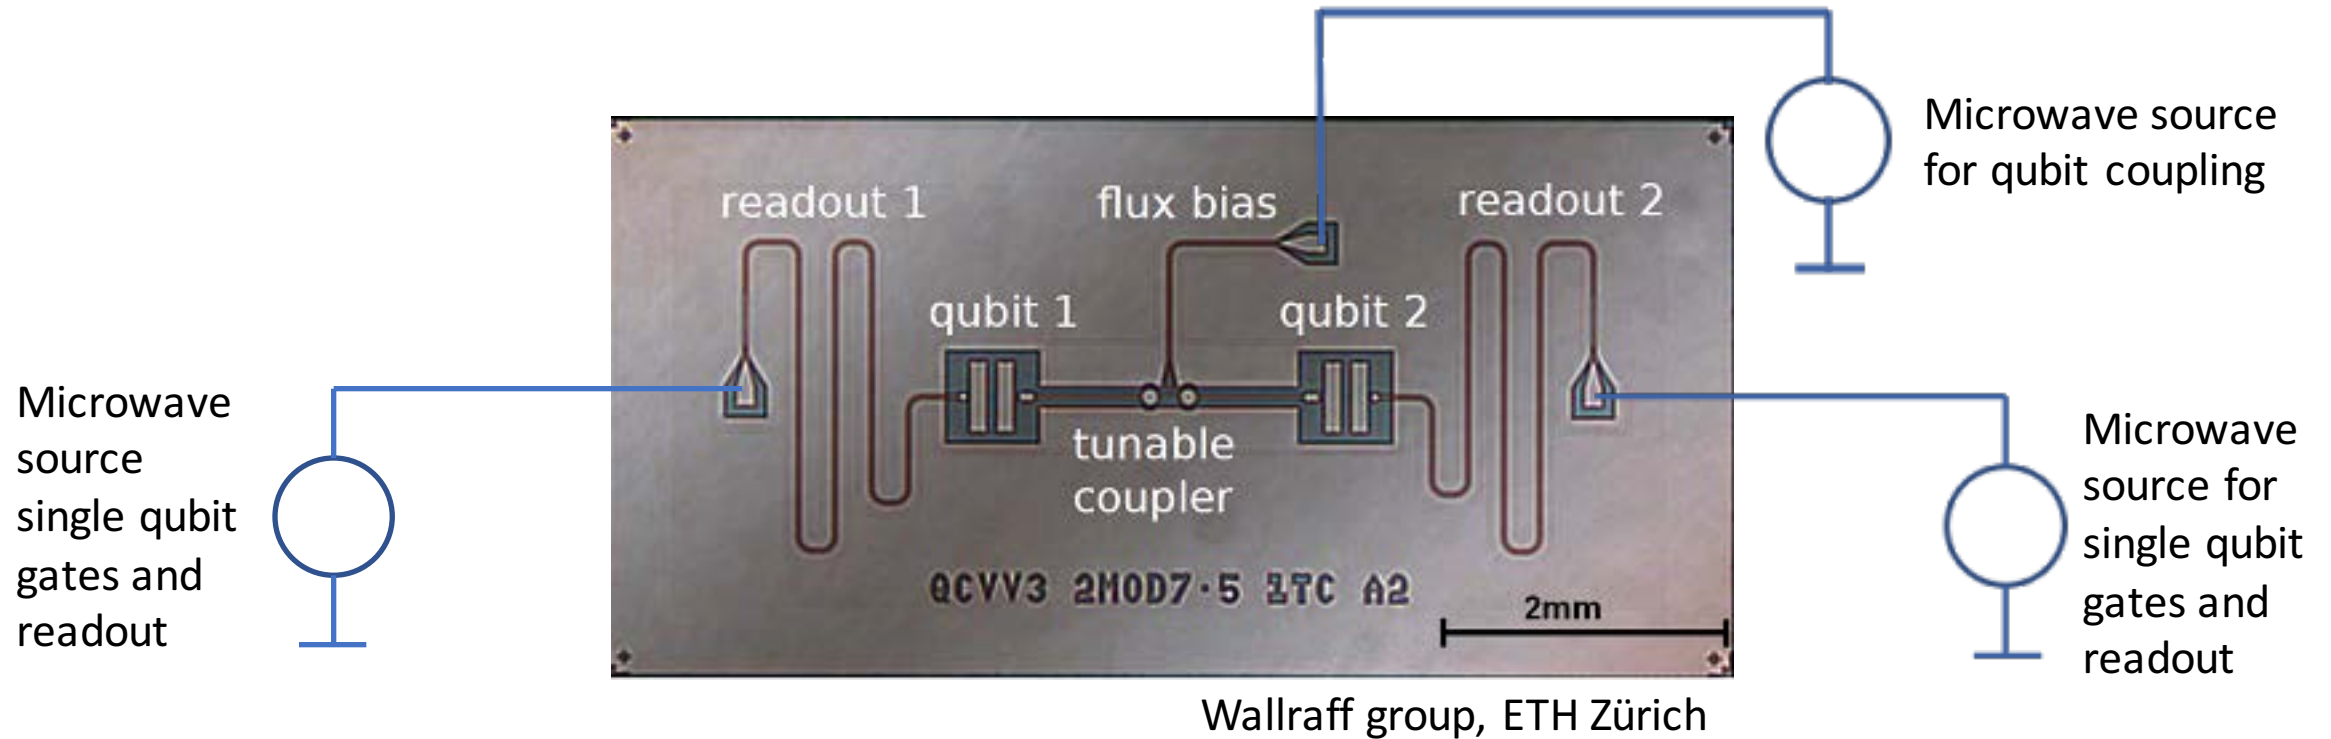 Microwave source
for qubit coupling
readout 1
flux bias
readout 2
qubit 1
qubit 2
Microwave
source
single qubit
gates and
readout
tunable
coupler
Microwave
source for
single qubit
gates and
readout
QCVV3 2MOD7·5 1TC A2
2mm
Wallraff group, ETH Zürich